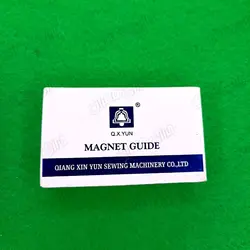 ®
Q.X.YUN
MAGNET GUIDE
QIANG XIN YUN SEWING MACHINERY CO.,LTD